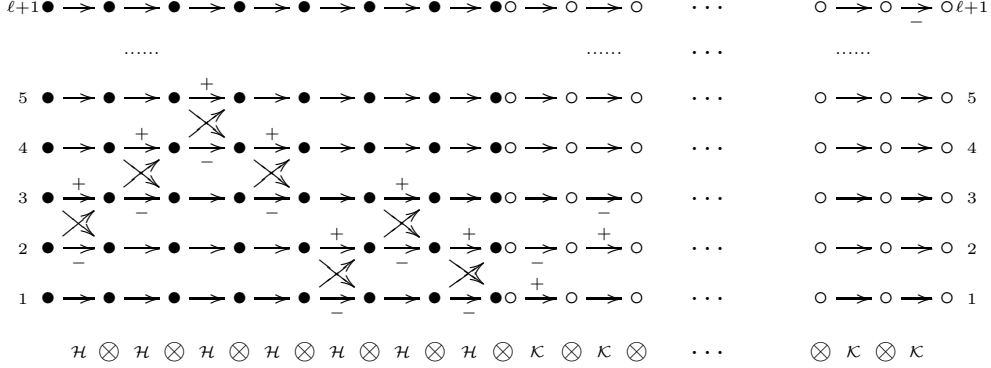 ℓ+1 ··· ℓ+1
−
...... ...... ··· ......
+
5 ··· 5
+ +
4 ··· 4
−
+ +
3 ··· 3
− − −
+ + +
2 ··· 2
− − −
+
1 ··· 1
− −
ℋ ⊗ ℋ ⊗ ℋ ⊗ ℋ ⊗ ℋ ⊗ ℋ ⊗ ℋ ⊗ 𝒦 ⊗ 𝒦 ⊗ ··· ⊗ 𝒦 ⊗ 𝒦